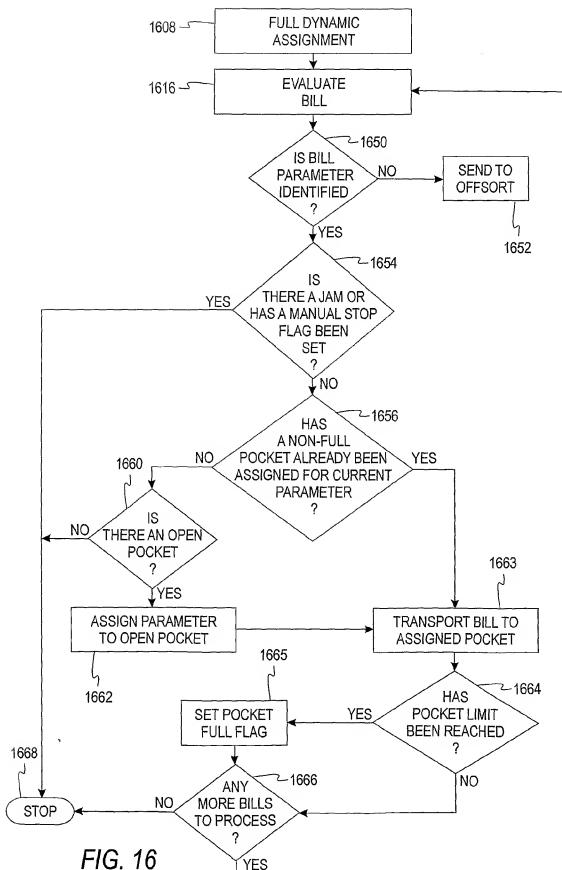 1608
FULL DYNAMIC
ASSIGNMENT
1616
EVALUATE
BILL
1650
IS BILL
PARAMETER
IDENTIFIED
?
NO
SEND TO
OFFSORT
1652
YES
1654
IS
THERE A JAM OR
HAS A MANUAL STOP
FLAG BEEN
SET
?
YES
NO
1656
HAS
A NON-FULL
POCKET ALREADY BEEN
ASSIGNED FOR CURRENT
PARAMETER
?
NO
YES
1660
IS
THERE AN OPEN
POCKET
?
NO
YES
ASSIGN PARAMETER
TO OPEN POCKET
1662
1663
TRANSPORT BILL TO
ASSIGNED POCKET
1664
HAS
POCKET LIMIT
BEEN REACHED
?
YES
NO
1665
SET POCKET
FULL FLAG
1666
ANY
MORE BILLS
TO PROCESS
?
NO
YES
1668
STOP
FIG. 16